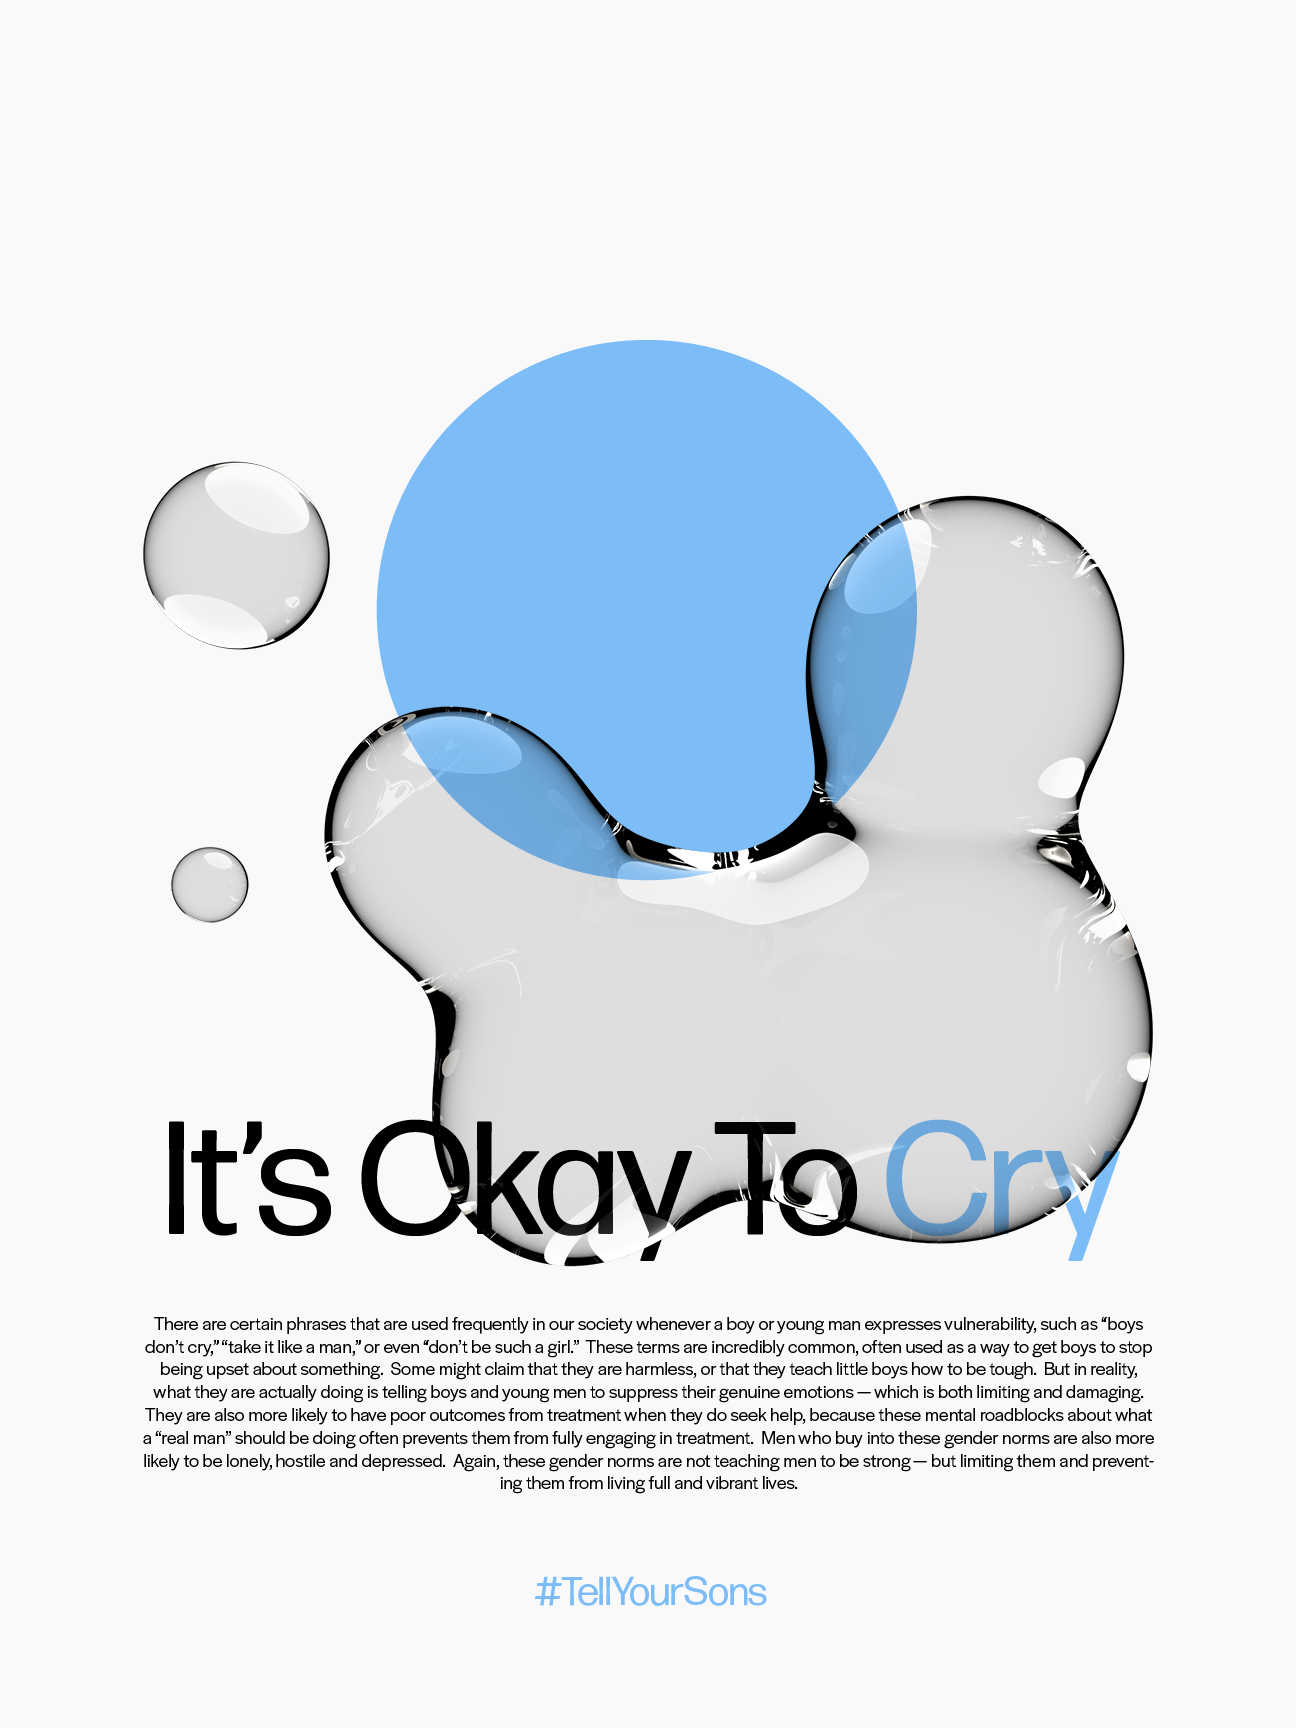 It’s Okay To Cry
There are certain phrases that are used frequently in our society whenever a boy or young man expresses vulnerability, such as “boys
don’t cry,” “take it like a man,” or even “don’t be such a girl.” These terms are incredibly common, often used as a way to get boys to stop
being upset about something. Some might claim that they are harmless, or that they teach little boys how to be tough. But in reality,
what they are actually doing is telling boys and young men to suppress their genuine emotions — which is both limiting and damaging.
They are also more likely to have poor outcomes from treatment when they do seek help, because these mental roadblocks about what
a “real man” should be doing often prevents them from fully engaging in treatment. Men who buy into these gender norms are also more
likely to be lonely, hostile and depressed. Again, these gender norms are not teaching men to be strong — but limiting them and prevent-
ing them from living full and vibrant lives.
#TellYourSons